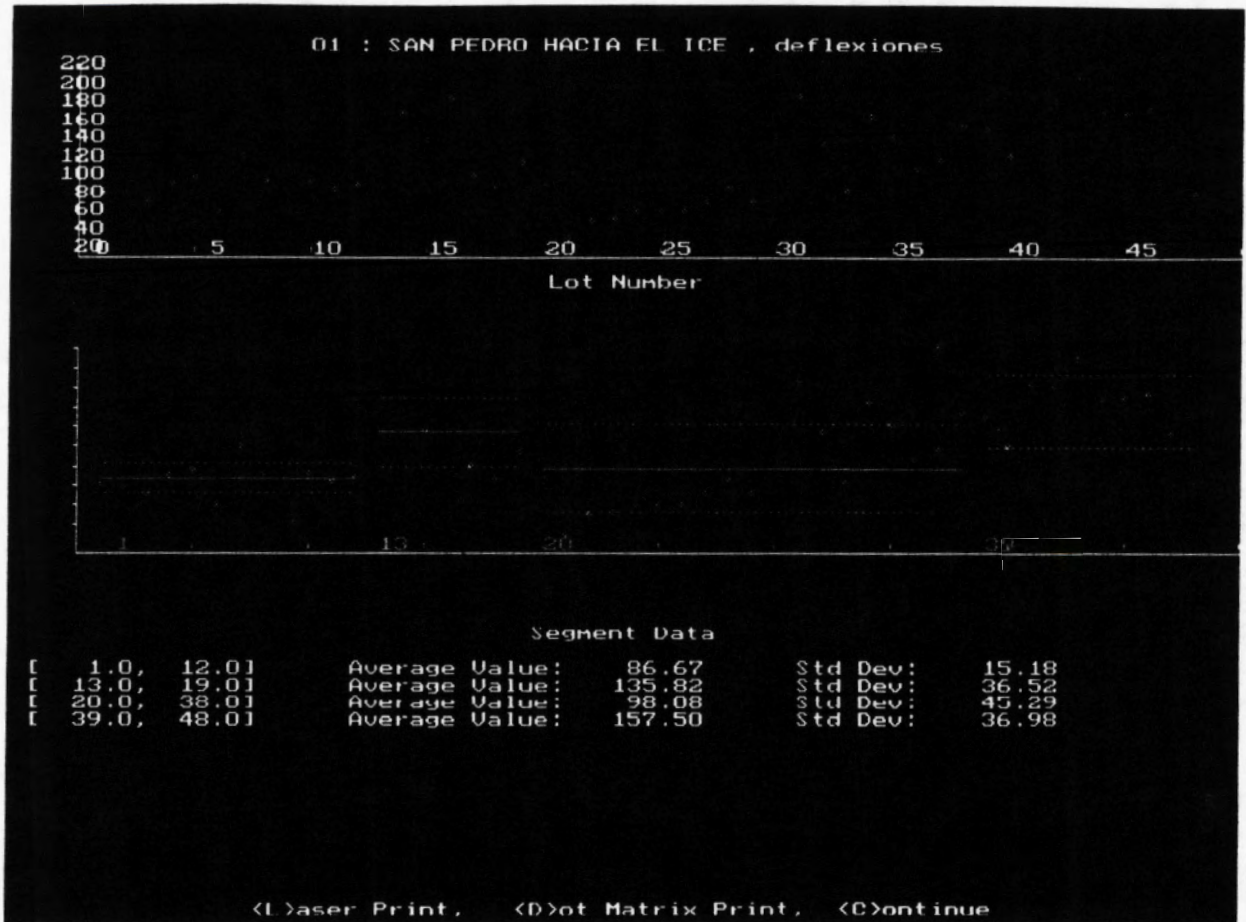 01 : SAN PEDRO HACIA EL ICE , deflexiones
220
200
180
160
140
120
100
80
60
40
20
0 5 10 15 20 25 30 35 40 45
Lot Number
1 13 20 39
Segment Data
[ 1.0, 12.0] Average Value: 86.67 Std Dev: 15.18
[ 13.0, 19.0] Average Value: 135.82 Std Dev: 36.52
[ 20.0, 38.0] Average Value: 98.08 Std Dev: 45.29
[ 39.0, 48.0] Average Value: 157.50 Std Dev: 36.98
<L>aser Print, <D>ot Matrix Print, <C>ontinue